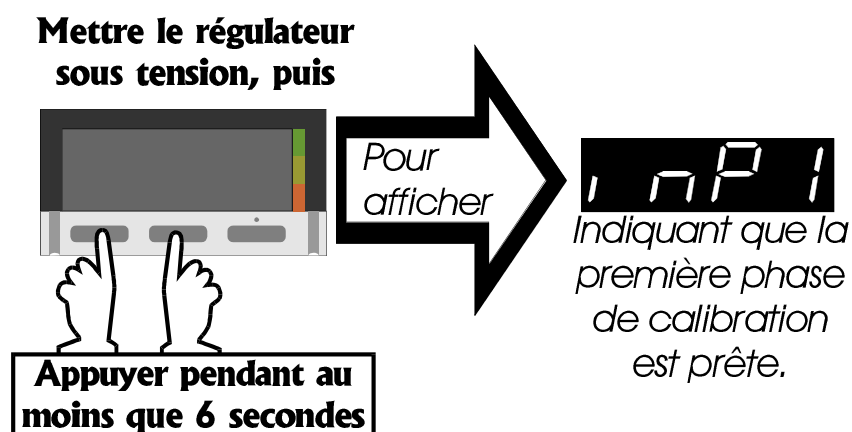 Mettre le régulateur
sous tension, puis
Pour
afficher
ınP1
Indiquant que la
première phase
de calibration
est prête.
Appuyer pendant au
moins que 6 secondes